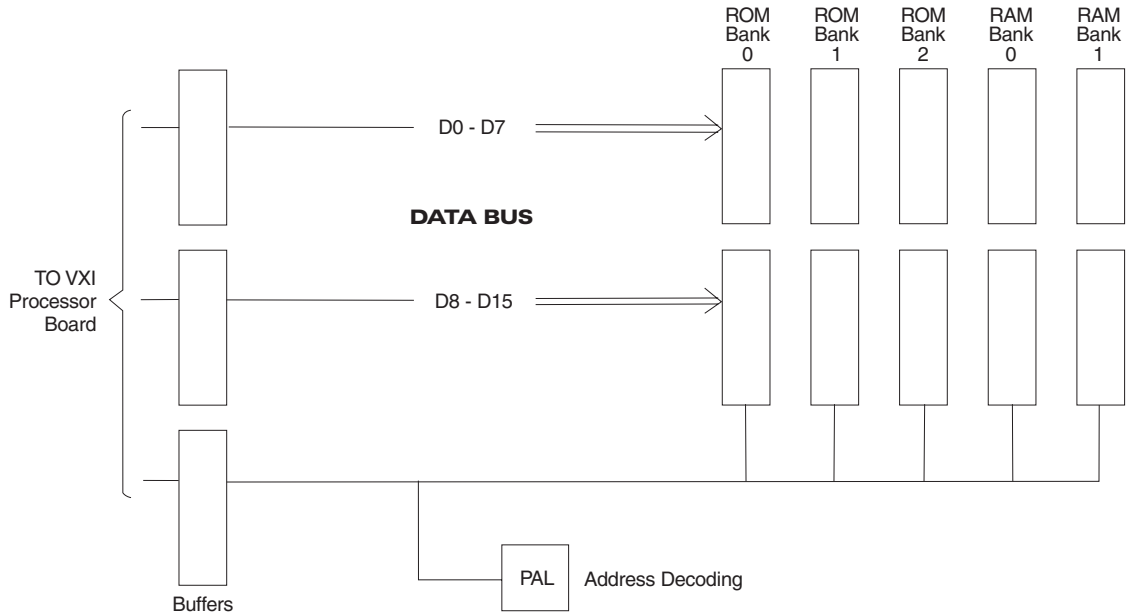 ROM
Bank
0
ROM
Bank
1
ROM
Bank
2
RAM
Bank
0
RAM
Bank
1
D0 - D7
DATA BUS
TO VXI
Processor
Board
D8 - D15
PAL
Address Decoding
Buffers